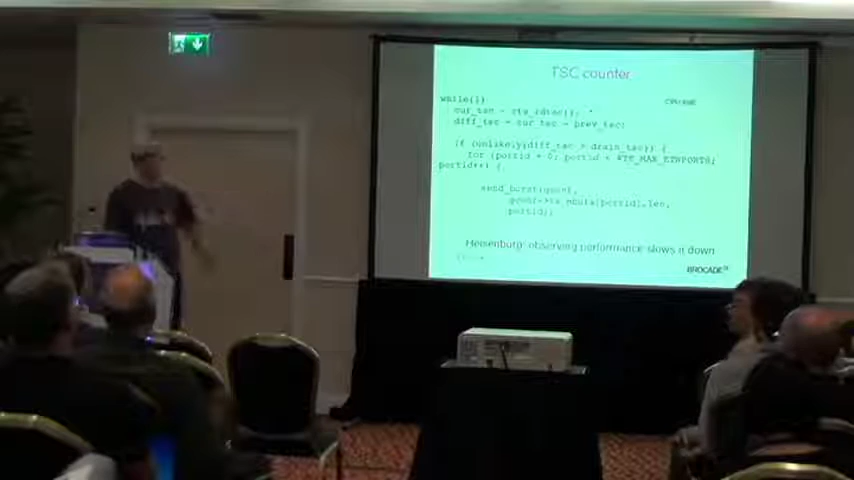 TSC counter
while(1)
cur_tsc = rte_rdtsc();
diff_tsc = cur_tsc - prev_tsc;
if (unlikely(diff_tsc > drain_tsc)) {
for (portid = 0; portid < RTE_MAX_ETHPORTS;
portid++) {
send_burst(qconf,
qconf->tx_mbufs[portid].len,
portid);
Heisenburg: observing performance slows it down
BROCADE